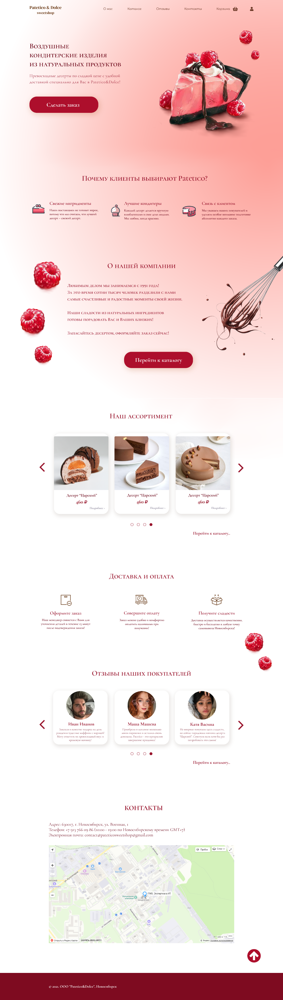 Patetico & Dolce
sweetshop
О нас
Каталог
Отзывы
Контакты
Корзина
Воздушные
кондитерские изделия
из натуральных продуктов
Превосходные десерты по сладкой цене с удобной
доставкой специально для Вас в Patetico&Dolce!
Сделать заказ
Почему клиенты выбирают Patetico?
Свежие ингридиенты
Наши поставщики не готовят впрок,
потому что мы считаем, что лучший
десерт – свежий десерт.
Лучшие кондитеры
Каждый десерт делается вручную
влюбленными в свое дело людьми.
Мы любим, когда красиво.
Связь с клиентом
Мы уважаем наших покупателей и
уделяем особое внимание подготовке
абсолютно каждого заказа.
О нашей компании
Любимым делом мы занимаемся с 1991 года!
За это время сотни тысяч человек разделили с нами
самые счастливые и радостные моменты своей жизни.
Наши сладости из натуральных ингредиентов
готовы порадовать Вас и Ваших близких!
Запасайтесь десертом, оформляйте заказ сейчас!
Перейти к каталогу
Наш ассортимент
Десерт “Царский”
460 ₽
Подробнее »
Десерт “Царский”
460 ₽
Подробнее »
Десерт “Царский”
460 ₽
Подробнее »
Перейти к каталогу..
Доставка и оплата
Оформите заказ
Наш менеджер свяжется с Вами для
уточнения деталей в течение 15 минут
после подтверждения заказа!
Совершите оплату
Заказ можно удобно и комфортно
оплатить наличными при
получении!
Получите сладости
Доставка осуществляется качественно,
быстро и бесплатно в любую точку
самовывоза Новосибирска!
Отзывы наших покупателей
Иван Иванов
Заказали в качестве подарка на день
рождения чудесные маффины с корицей!
Могу отметить их превосходный вкус и
кремовую начинку!
Маша Машева
Приобрели в магазине несколько
мини-пирожных и остались очень
довольны. Patetico - это прекрасное
завершение праздника!
Катя Васина
Не впервые покупаем здесь сладости,
но сейчас порадовала начинка десерта
“Царский”. Советуем всем хотя бы раз
попробовать это самим!
Перейти к каталогу..
контакты
Адрес: 630017, г. Новосибирск, ул. Военная, 1
Телефон: +7 913 766 09 86 (10:00 - 19:00 по Новосибирскому времени GMT+7)
Электронная почта: contact@pateticosweetshop@gmail.com
Пробки
Слои
ул. Кутателадзе
Быстроном
ITMS. Экспертиза в ИТ
АКАДЕМПАРК
Инженерная ул.
ул. Николаева
АЗС
100 м
Открыть в Яндекс.Картах
Создать свою карту
© Яндекс Условия использования
© 2021. ООО "Patetico&Dolce", Новосибирск